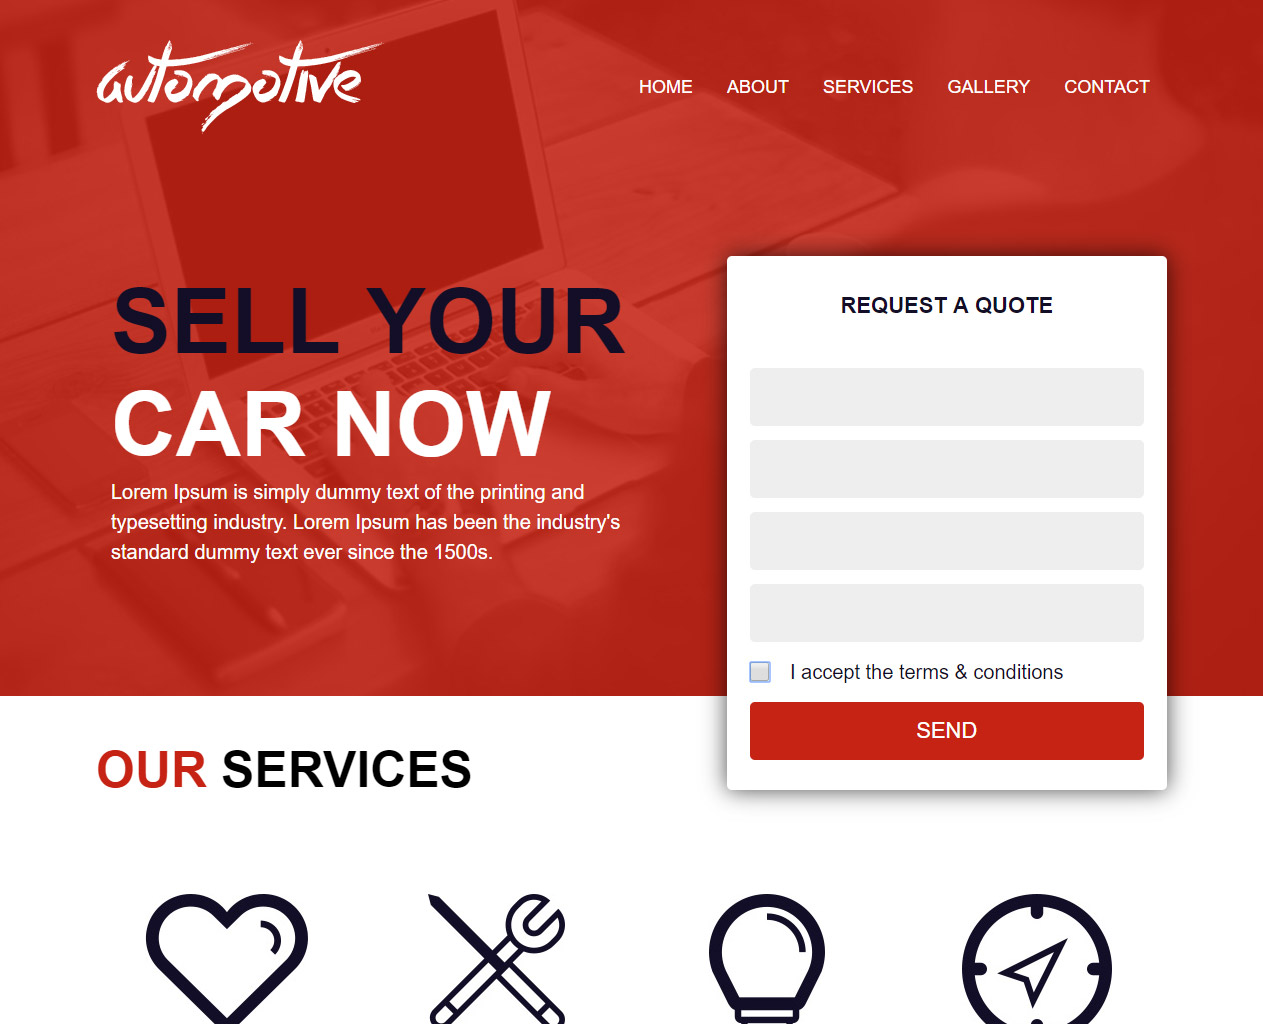 automotive
HOME ABOUT SERVICES GALLERY CONTACT
SELL YOUR
CAR NOW
Lorem Ipsum is simply dummy text of the printing and
typesetting industry. Lorem Ipsum has been the industry's
standard dummy text ever since the 1500s.
REQUEST A QUOTE
I accept the terms & conditions
SEND
OUR SERVICES